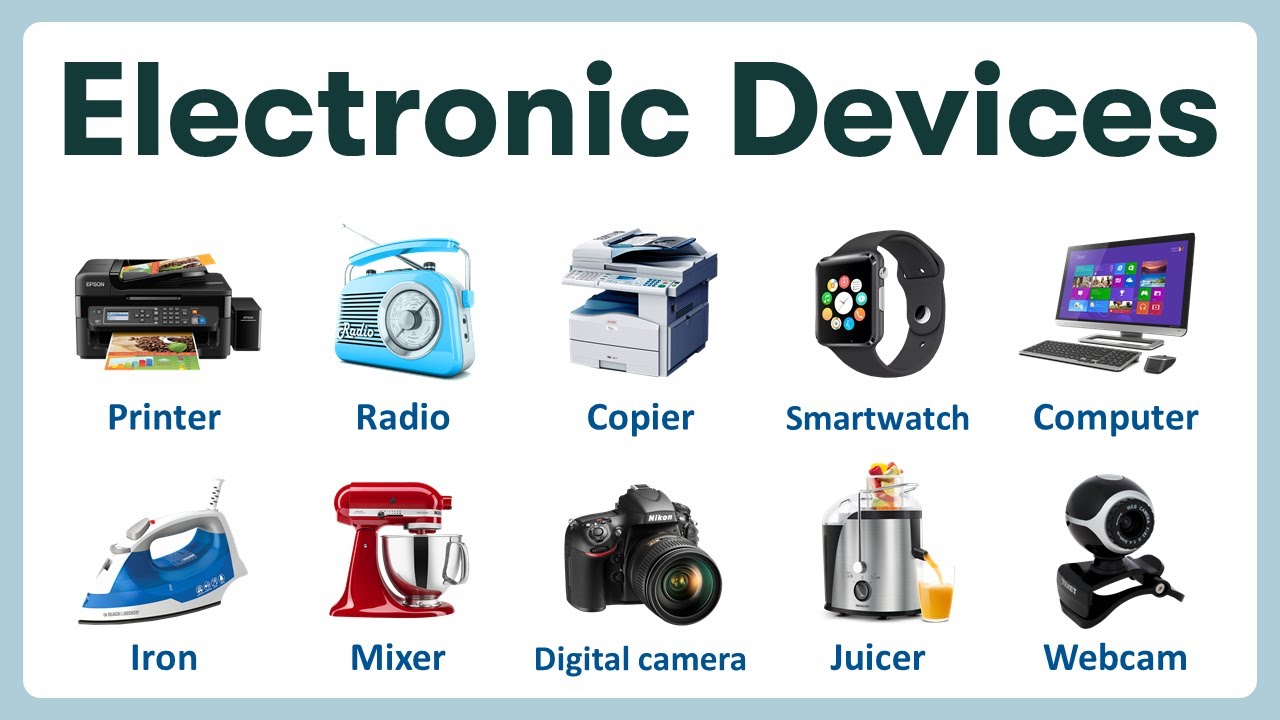 Electronic Devices
EPSON
Radio
Printer
Radio
Copier
Smartwatch
Computer
Nikon
BLACK & DECKER
Iron
Mixer
Digital camera
Juicer
Webcam